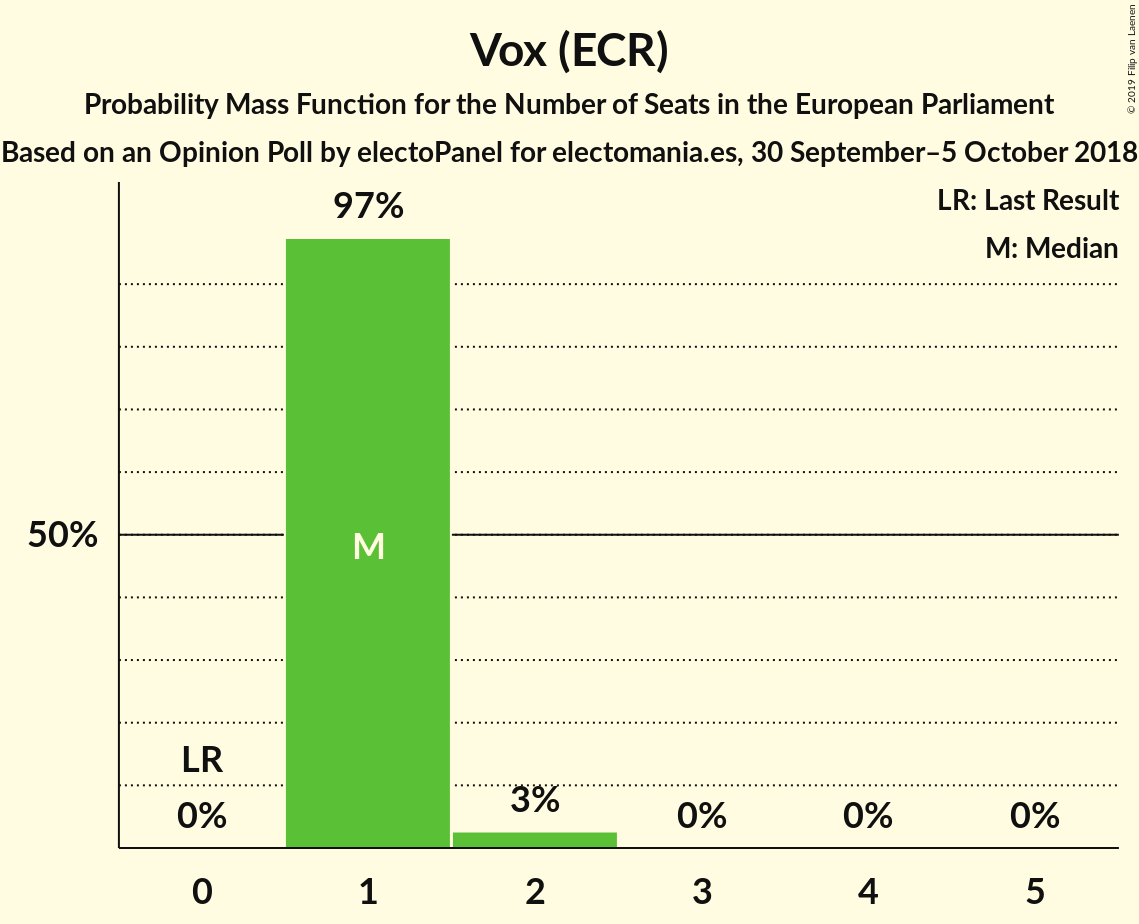 Vox (ECR)
Probability Mass Function for the Number of Seats in the European Parliament
Based on an Opinion Poll by electoPanel for electomania.es, 30 September–5 October 2018
© 2019 Filip van Laenen
LR: Last Result
M: Median
97%
50%
M
LR
0%
3%
0%
0%
0%
0 1 2 3 4 5